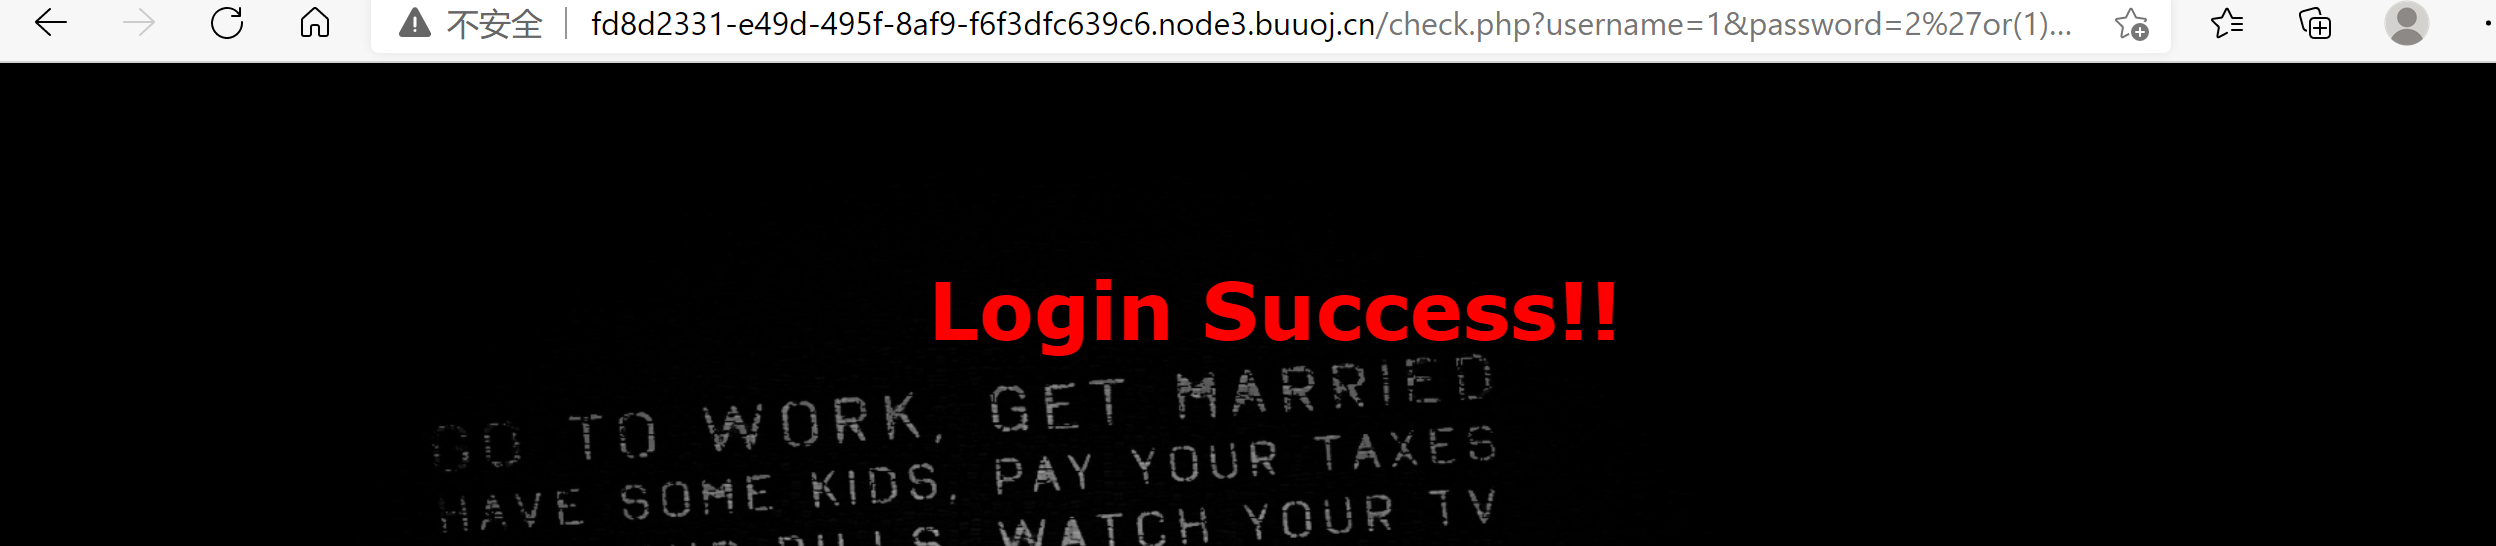 不安全 fd8d2331-e49d-495f-8af9-f6f3dfc639c6.node3.buuoj.cn/check.php?username=1&password=2%27or(1)...
Login Success!!
GO TO WORK, GET MARRIED
HAVE SOME KIDS, PAY YOUR TAXES
WATCH YOUR TV